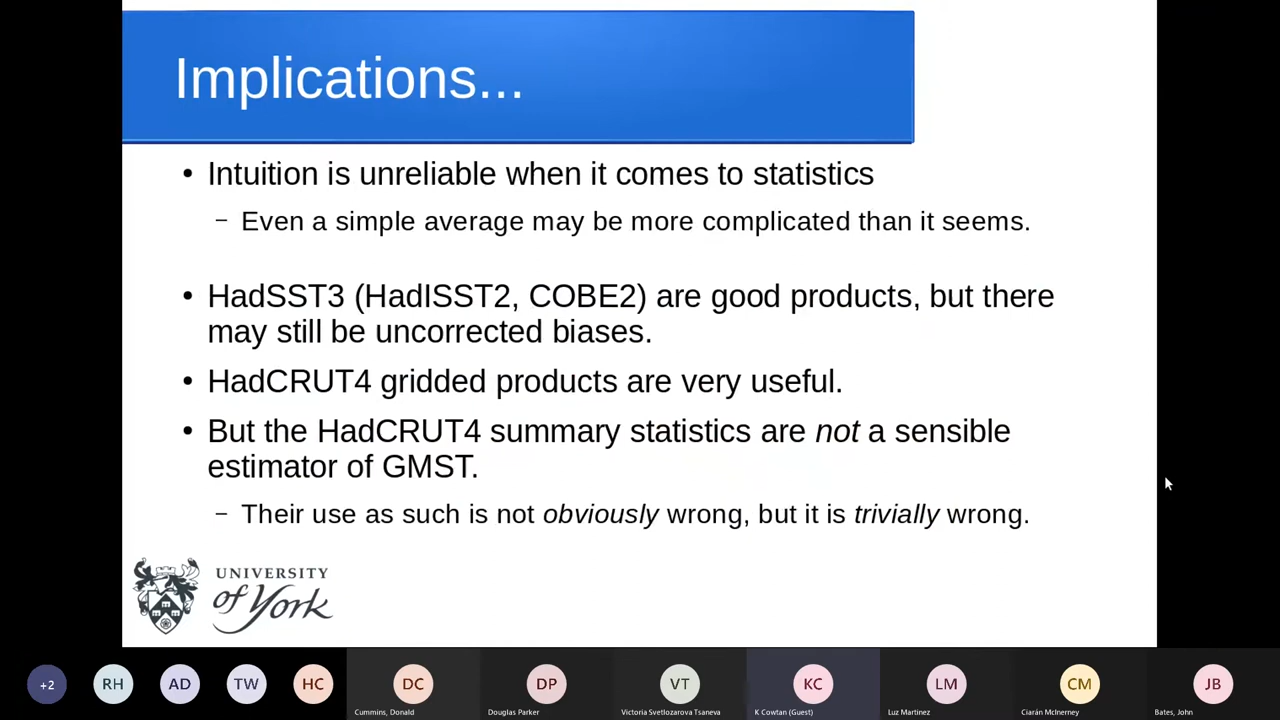 Implications...
• Intuition is unreliable when it comes to statistics
– Even a simple average may be more complicated than it seems.
• HadSST3 (HadISST2, COBE2) are good products, but there
may still be uncorrected biases.
• HadCRUT4 gridded products are very useful.
• But the HadCRUT4 summary statistics are not a sensible
estimator of GMST.
– Their use as such is not obviously wrong, but it is trivially wrong.
UNIVERSITY
of York
+2 RH AD TW HC DC DP VT KC LM CM JB
Cummins, Donald Douglas Parker Victoria Svetlozarova Tsaneva K Cowtan (Guest) Luz Martinez Ciarán McInerney Bates, John